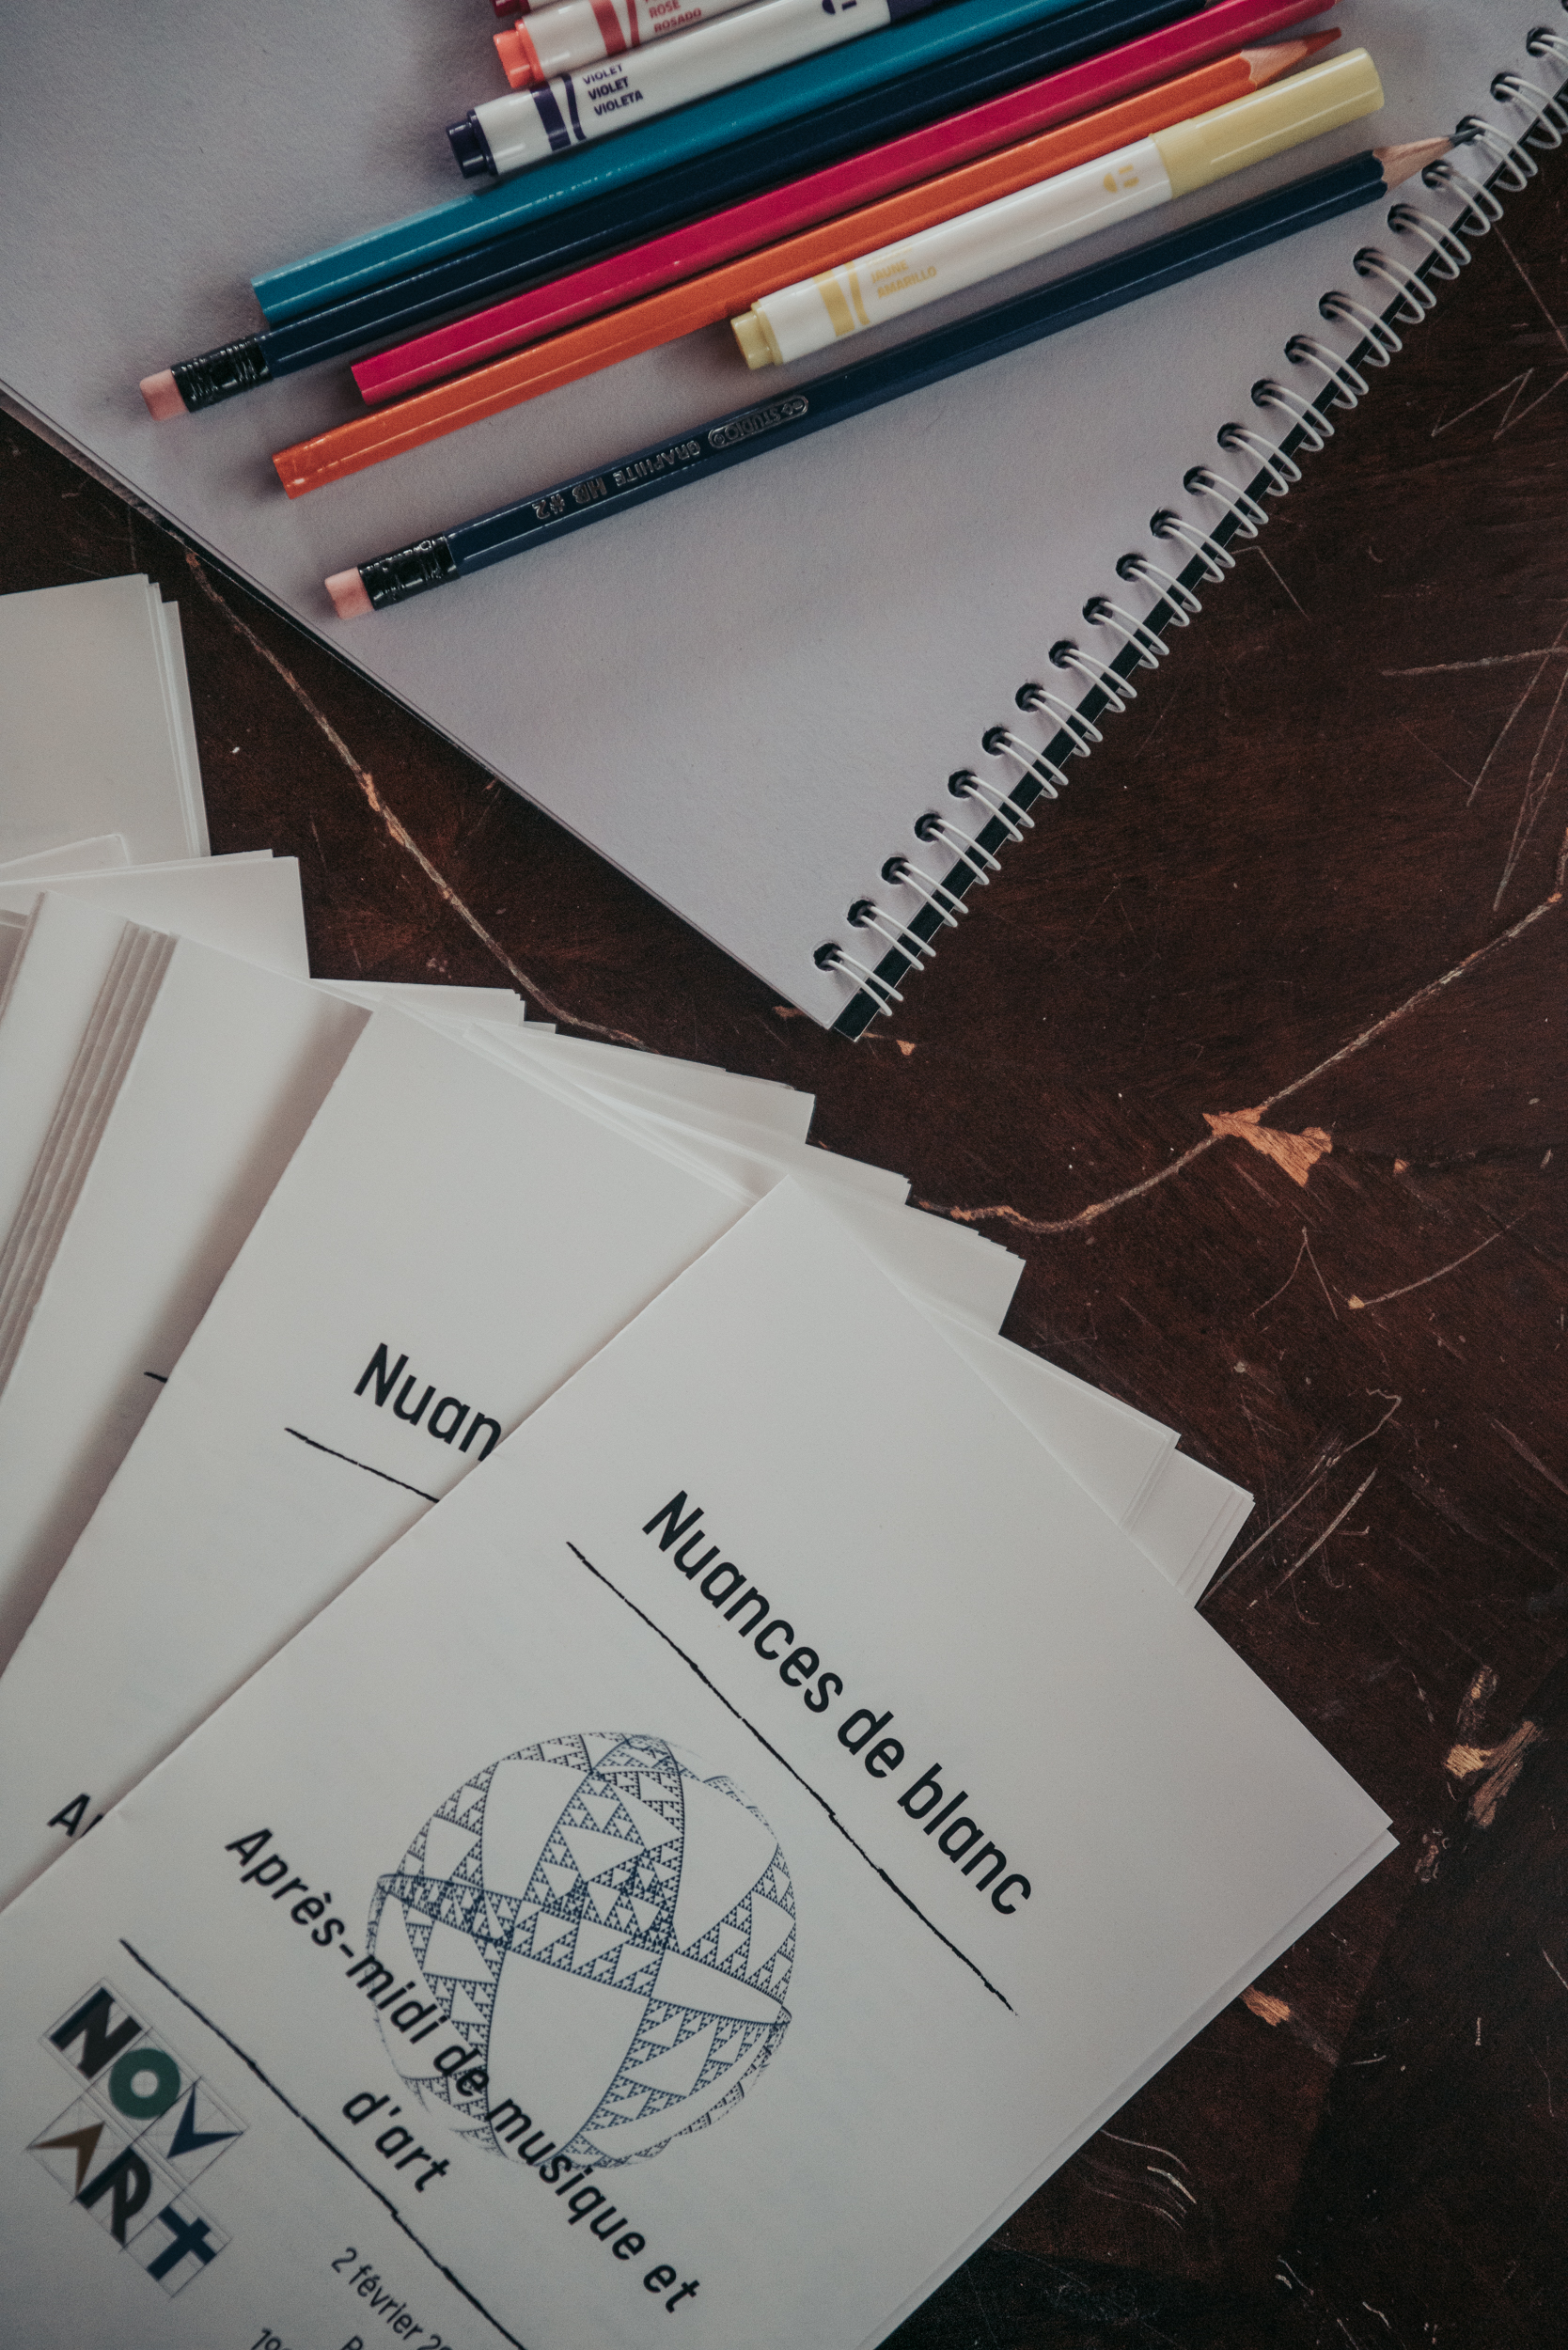 ROSADO
VIOLET
VIOLET
VIOLETA
JAUNE
AMARILLO
STUDIO GRAPHITE HB #2
Nuan
Nuances de blanc
Après-midi de musique et
d'art
NOV
ART
2 février